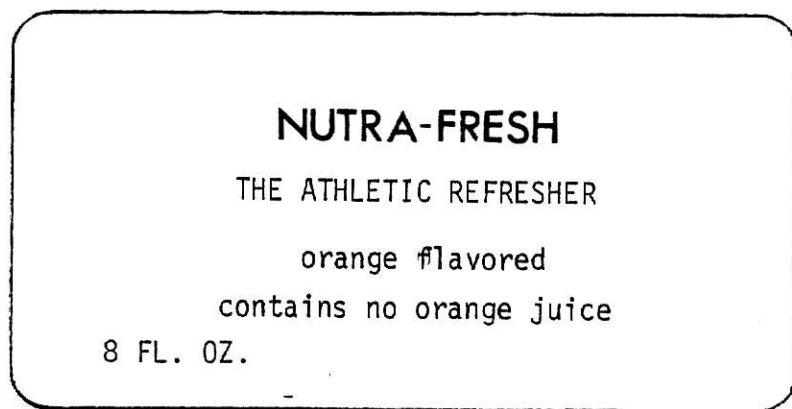 NUTRA-FRESH
THE ATHLETIC REFRESHER
orange flavored
contains no orange juice
8 FL. OZ.